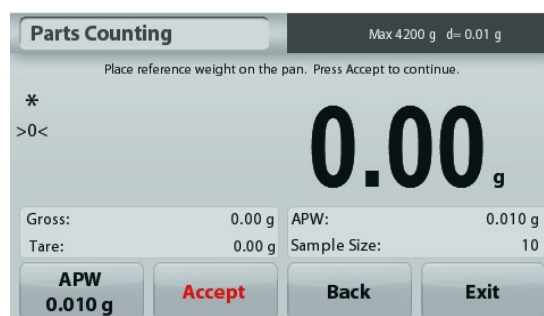 Parts Counting
Max 4200 g d= 0.01 g
Place reference weight on the pan. Press Accept to continue.
*
>0<
0.00 g
Gross: 0.00 g APW: 0.010 g
Tare: 0.00 g Sample Size: 10
APW
0.010 g
Accept
Back
Exit